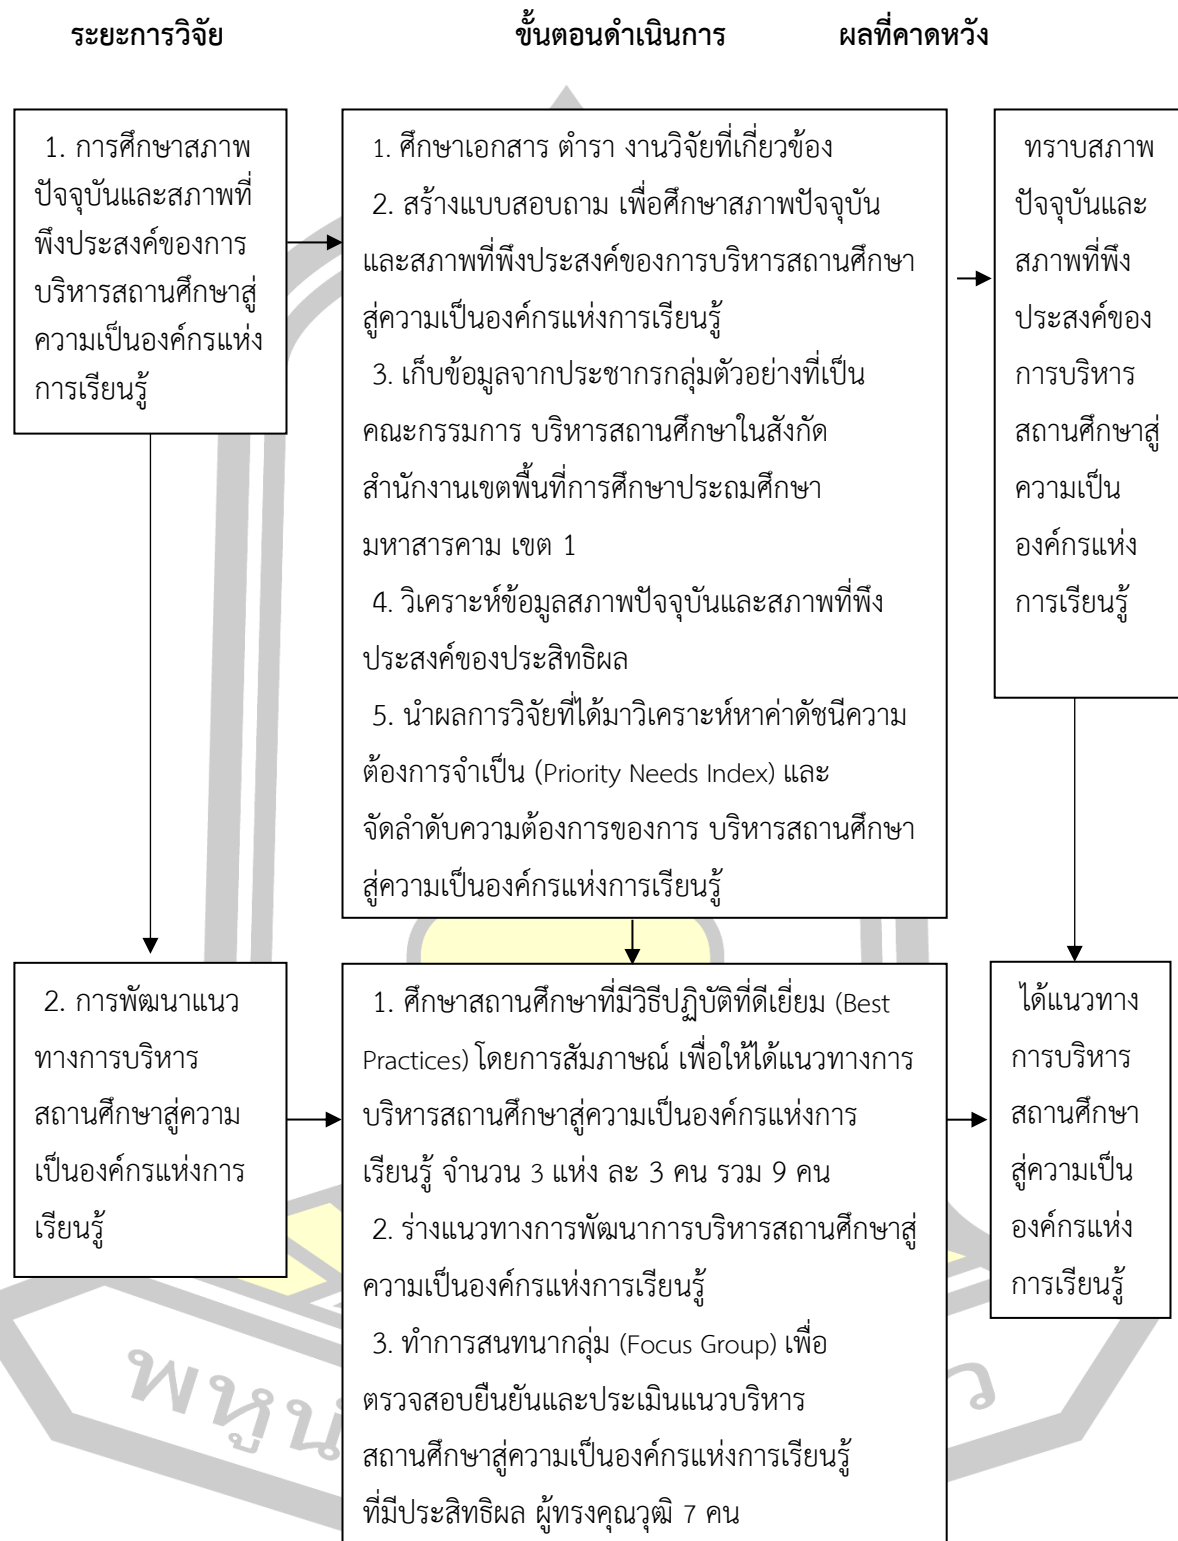 ระยะการวิจัย
ขั้นตอนดำเนินการ
ผลที่คาดหวัง
1. การศึกษาสภาพ
ปัจจุบันและสภาพที่
พึงประสงค์ของการ
บริหารสถานศึกษาสู่
ความเป็นองค์กรแห่ง
การเรียนรู้
1. ศึกษาเอกสาร ตำรา งานวิจัยที่เกี่ยวข้อง
2. สร้างแบบสอบถาม เพื่อศึกษาสภาพปัจจุบัน
และสภาพที่พึงประสงค์ของการบริหารสถานศึกษา
สู่ความเป็นองค์กรแห่งการเรียนรู้
3. เก็บข้อมูลจากประชากรกลุ่มตัวอย่างที่เป็น
คณะกรรมการ บริหารสถานศึกษาในสังกัด
สำนักงานเขตพื้นที่การศึกษาประถมศึกษา
มหาสารคาม เขต 1
4. วิเคราะห์ข้อมูลสภาพปัจจุบันและสภาพที่พึง
ประสงค์ของประสิทธิผล
5. นำผลการวิจัยที่ได้มาวิเคราะห์หาค่าดัชนีความ
ต้องการจำเป็น (Priority Needs Index) และ
จัดลำดับความต้องการของการ บริหารสถานศึกษา
สู่ความเป็นองค์กรแห่งการเรียนรู้
ทราบสภาพ
ปัจจุบันและ
สภาพที่พึง
ประสงค์ของ
การบริหาร
สถานศึกษาสู่
ความเป็น
องค์กรแห่ง
การเรียนรู้
2. การพัฒนาแนว
ทางการบริหาร
สถานศึกษาสู่ความ
เป็นองค์กรแห่งการ
เรียนรู้
1. ศึกษาสถานศึกษาที่มีวิธีปฏิบัติที่ดีเยี่ยม (Best
Practices) โดยการสัมภาษณ์ เพื่อให้ได้แนวทางการ
บริหารสถานศึกษาสู่ความเป็นองค์กรแห่งการ
เรียนรู้ จำนวน 3 แห่ง ละ 3 คน รวม 9 คน
2. ร่างแนวทางการพัฒนาการบริหารสถานศึกษาสู่
ความเป็นองค์กรแห่งการเรียนรู้
3. ทำการสนทนากลุ่ม (Focus Group) เพื่อ
ตรวจสอบยืนยันและประเมินแนวบริหาร
สถานศึกษาสู่ความเป็นองค์กรแห่งการเรียนรู้
ที่มีประสิทธิผล ผู้ทรงคุณวุฒิ 7 คน
ได้แนวทาง
การบริหาร
สถานศึกษา
สู่ความเป็น
องค์กรแห่ง
การเรียนรู้